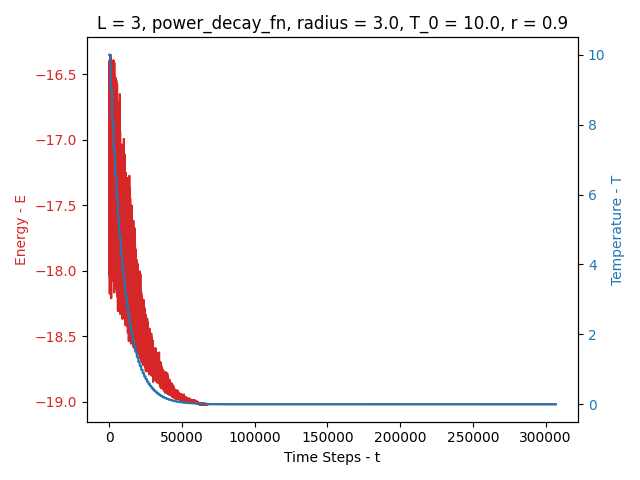 L = 3, power_decay_fn, radius = 3.0, T_0 = 10.0, r = 0.9
Energy - E
−16.5
−17.0
−17.5
−18.0
−18.5
−19.0
10
8
6
4
2
0
Temperature - T
0 50000 100000 150000 200000 250000 300000
Time Steps - t